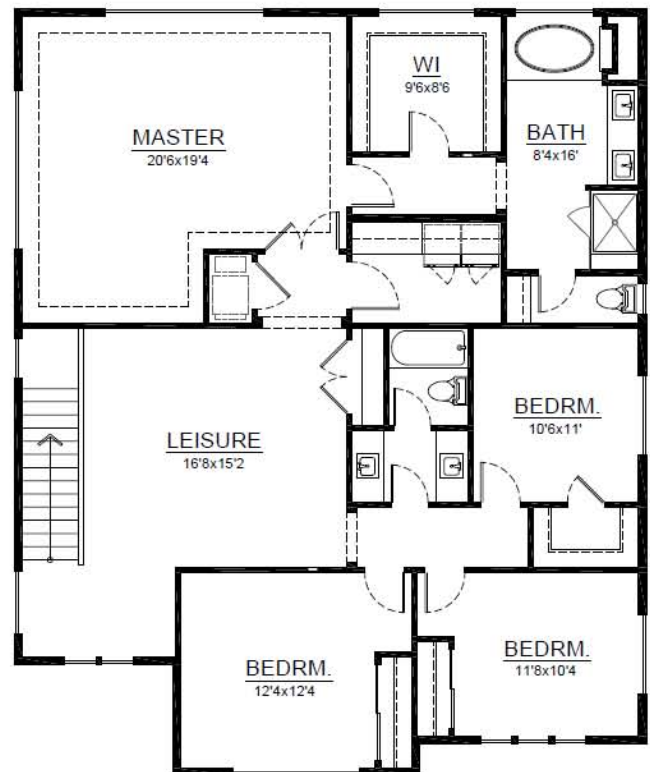 WI
9'6x8'6
MASTER
20'6x19'4
BATH
8'4x16'
BEDRM.
10'6x11'
LEISURE
16'8x15'2
BEDRM.
11'8x10'4
BEDRM.
12'4x12'4